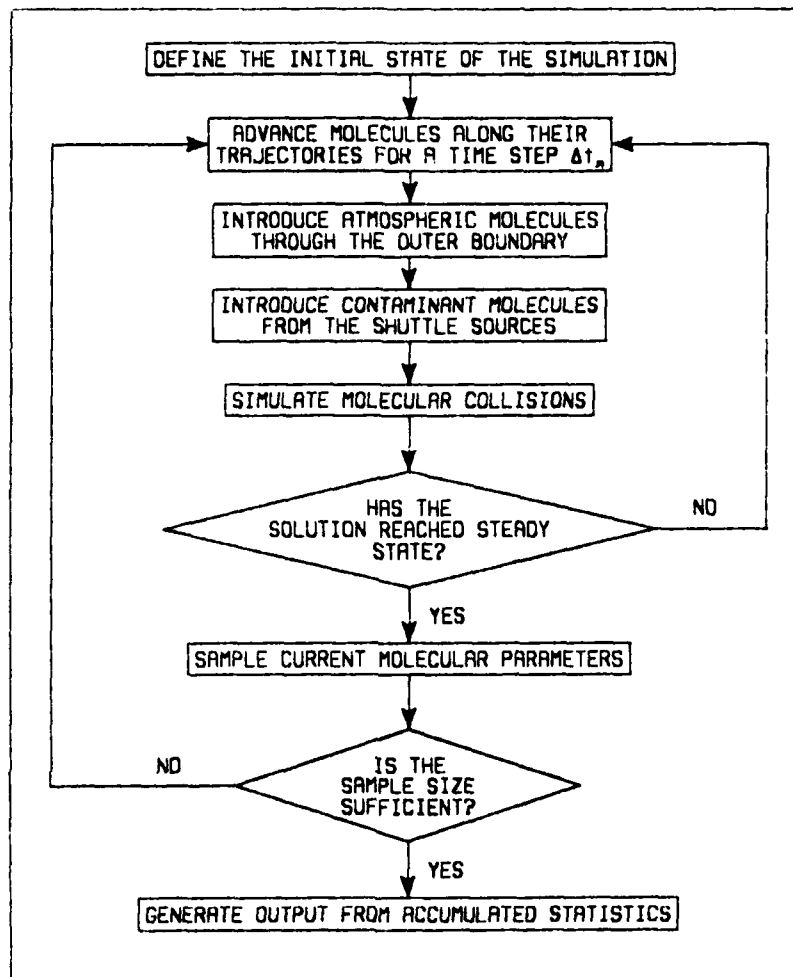 DEFINE THE INITIAL STATE OF THE SIMULATION
ADVANCE MOLECULES ALONG THEIR
TRAJECTORIES FOR A TIME STEP Δtₘ
INTRODUCE ATMOSPHERIC MOLECULES
THROUGH THE OUTER BOUNDARY
INTRODUCE CONTAMINANT MOLECULES
FROM THE SHUTTLE SOURCES
SIMULATE MOLECULAR COLLISIONS
HAS THE
SOLUTION REACHED STEADY
STATE?
NO
YES
SAMPLE CURRENT MOLECULAR PARAMETERS
NO
IS THE
SAMPLE SIZE
SUFFICIENT?
YES
GENERATE OUTPUT FROM ACCUMULATED STATISTICS